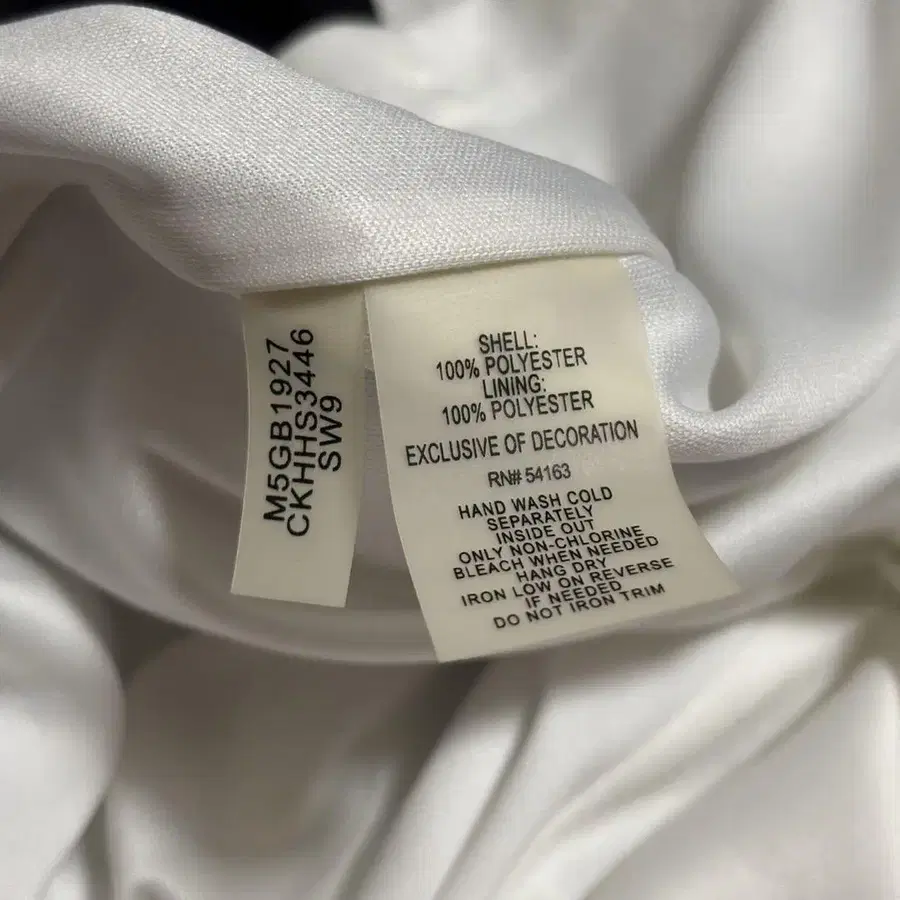 M5GB1927
CKHHS3446
SW9
SHELL:
100% POLYESTER
LINING:
100% POLYESTER
EXCLUSIVE OF DECORATION
RN# 54163
HAND WASH COLD
SEPARATELY
INSIDE OUT
ONLY NON-CHLORINE
BLEACH WHEN NEEDED
HANG DRY
IRON LOW ON REVERSE
IF NEEDED
DO NOT IRON TRIM